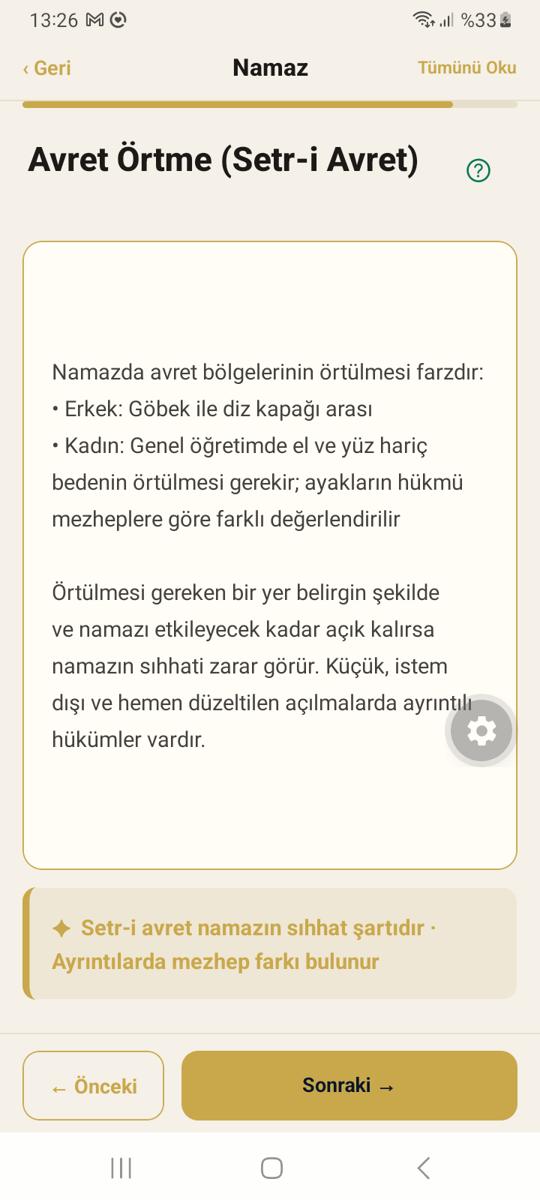 13:26 %33
‹ Geri Namaz Tümünü Oku
Avret Örtme (Setr-i Avret)
?
Namazda avret bölgelerinin örtülmesi farzdır:
• Erkek: Göbek ile diz kapağı arası
• Kadın: Genel öğretimde el ve yüz hariç
bedenin örtülmesi gerekir; ayakların hükmü
mezheplere göre farklı değerlendirilir
Örtülmesi gereken bir yer belirgin şekilde
ve namazı etkileyecek kadar açık kalırsa
namazın sıhhati zarar görür. Küçük, istem
dışı ve hemen düzeltilen açılmalarda ayrıntılı
hükümler vardır.
✦ Setr-i avret namazın sıhhat şartıdır ·
Ayrıntılarda mezhep farkı bulunur
← Önceki Sonraki →